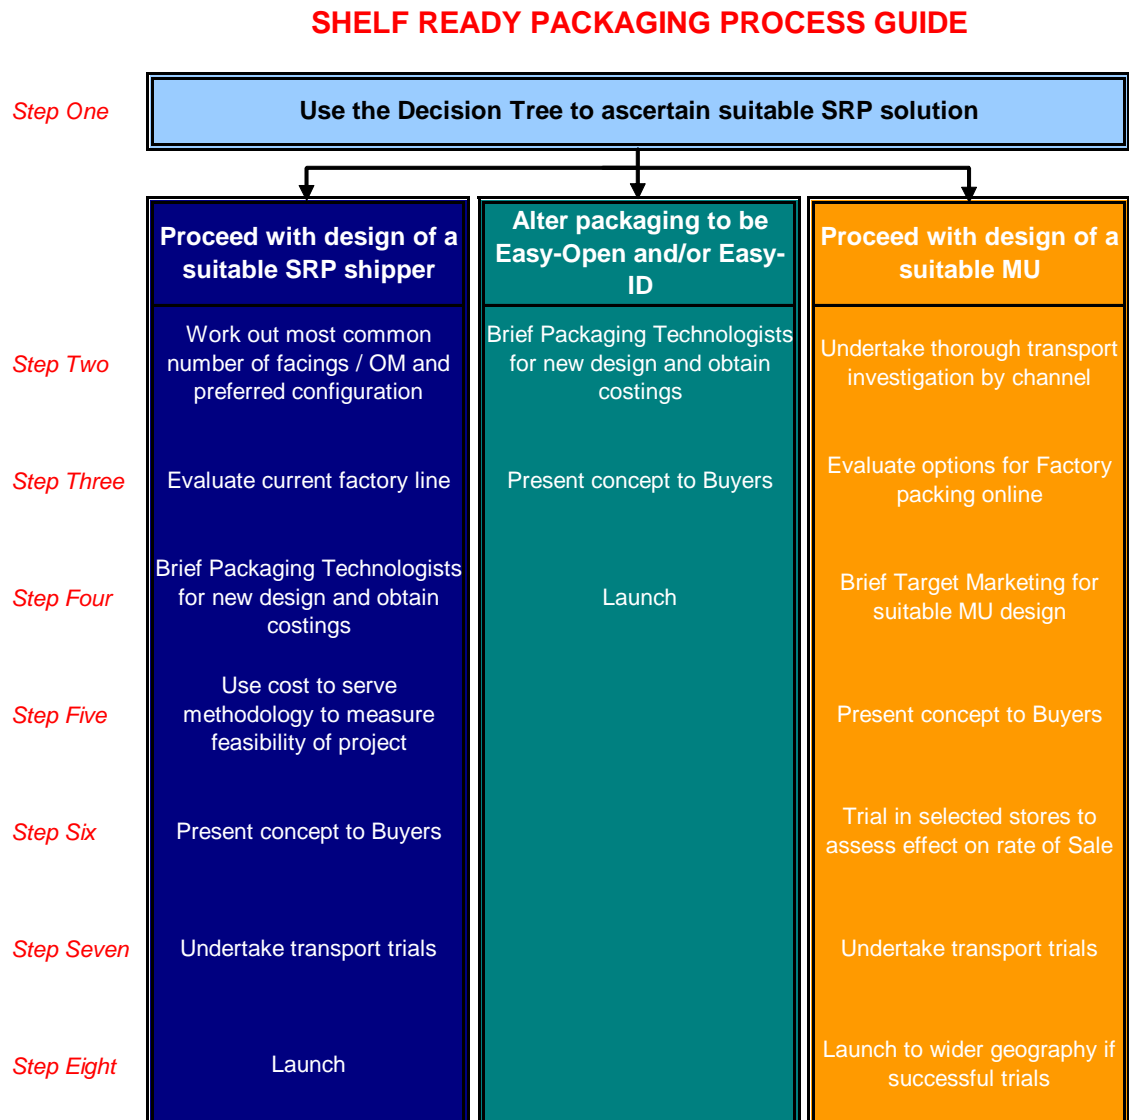 SHELF READY PACKAGING PROCESS GUIDE
Step One
Use the Decision Tree to ascertain suitable SRP solution
Proceed with design of a
suitable SRP shipper
Alter packaging to be
Easy-Open and/or Easy-
ID
Proceed with design of a
suitable MU
Step Two
Work out most common
number of facings / OM and
preferred configuration
Brief Packaging Technologists
for new design and obtain
costings
Undertake thorough transport
investigation by channel
Step Three
Evaluate current factory line
Present concept to Buyers
Evaluate options for Factory
packing online
Step Four
Brief Packaging Technologists
for new design and obtain
costings
Launch
Brief Target Marketing for
suitable MU design
Step Five
Use cost to serve
methodology to measure
feasibility of project
Present concept to Buyers
Step Six
Present concept to Buyers
Trial in selected stores to
assess effect on rate of Sale
Step Seven
Undertake transport trials
Undertake transport trials
Step Eight
Launch
Launch to wider geography if
successful trials